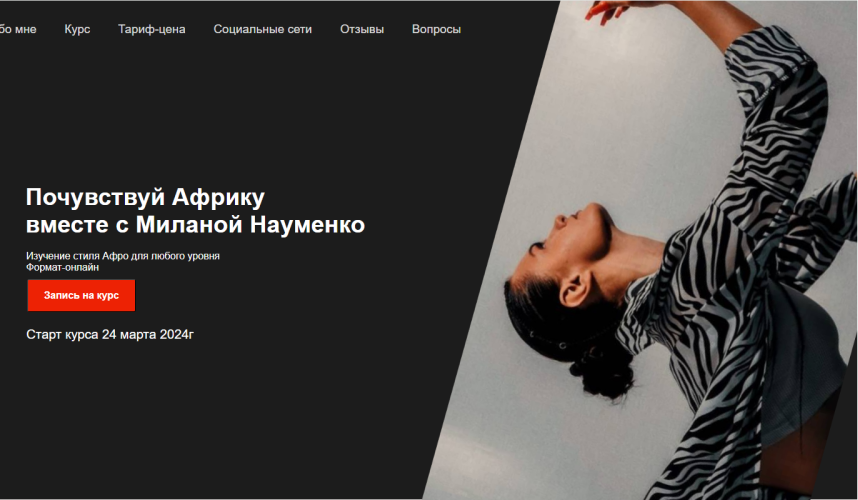 бо мне Курс Тариф-цена Социальные сети Отзывы Вопросы
Почувствуй Африку
вместе с Миланой Науменко
Изучение стиля Афро для любого уровня
Формат-онлайн
Запись на курс
Старт курса 24 марта 2024г